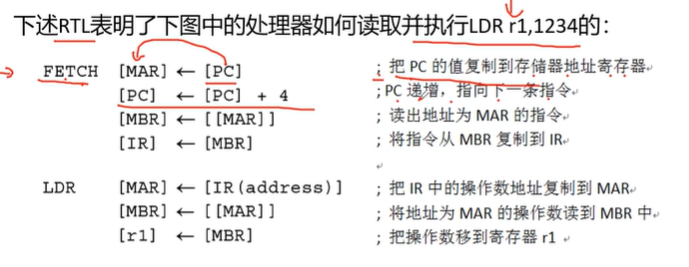 下述RTL表明了下图中的处理器如何读取并执行LDR r1,1234的：
FETCH [MAR] ← [PC] ；把 PC 的值复制到存储器地址寄存器
[PC] ← [PC] + 4 ；PC 递增，指向下一条指令
[MBR] ← [[MAR]] ；读出地址为 MAR 的指令
[IR] ← [MBR] ；将指令从 MBR 复制到 IR
LDR [MAR] ← [IR(address)] ；把 IR 中的操作数地址复制到 MAR
[MBR] ← [[MAR]] ；将地址为 MAR 的操作数读到 MBR 中
[r1] ← [MBR] ；把操作数移到寄存器 r1